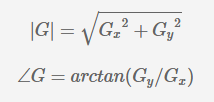 |G| = √(Gₓ² + Gᵧ²)
∠G = arctan(Gᵧ/Gₓ)